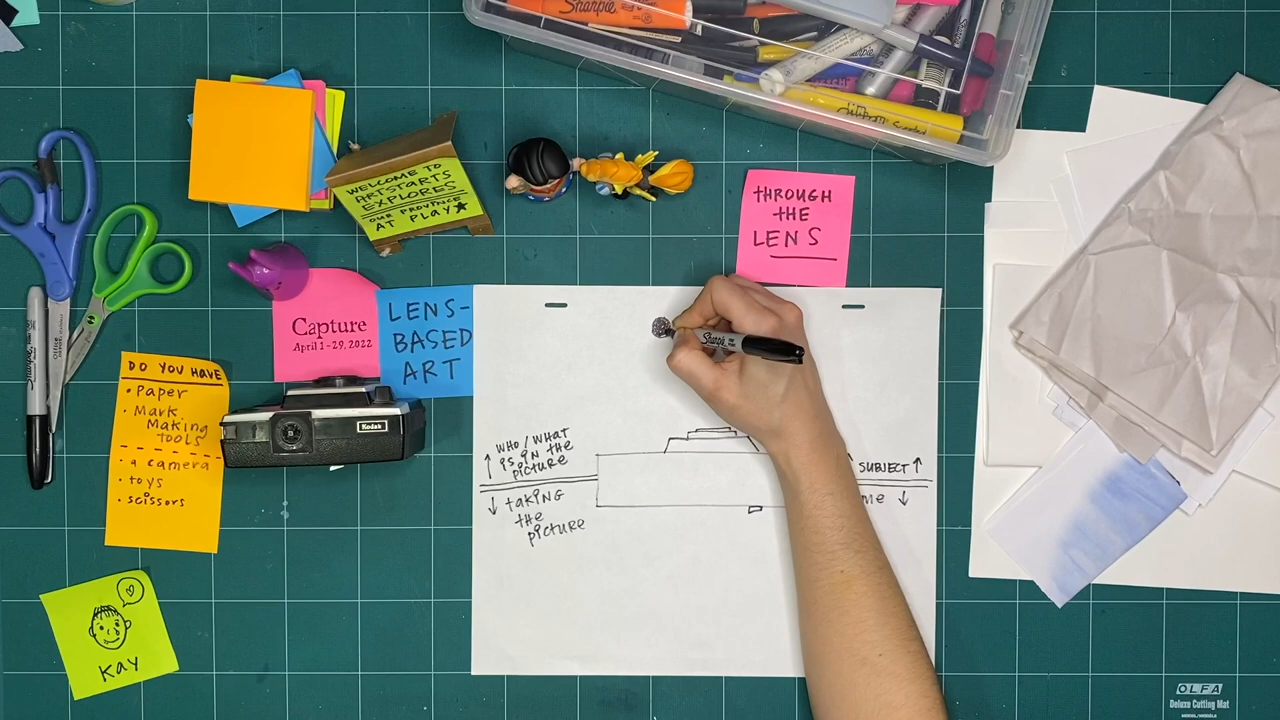 Sharpie
WELCOME TO
ARTSTARTS
EXPLORES
OUR PROVINCE
AT PLAY
THROUGH
THE
LENS
Capture
April 1-29, 2022
LENS-
BASED
ART
Sharpie
DO YOU HAVE
• Paper
• Mark
Making
TOOLS
• a camera
• toys
• scissors
Kodak
WHO / WHAT
is in the
picture
taking
the
picture
SUBJECT
me
KAY
Sharpie
OLFA
Deluxe Cutting Mat